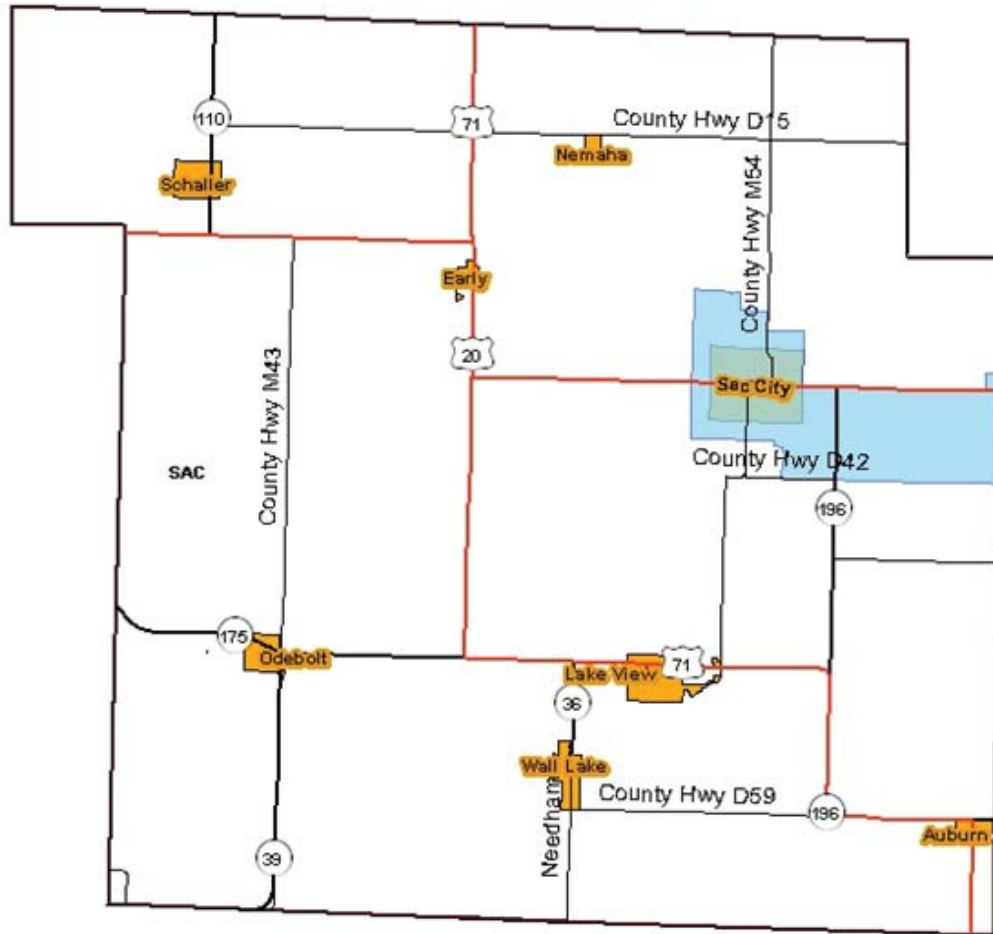 110
71
County Hwy D15
Nemaha
Schaller
County Hwy M54
Early
20
Sac City
County Hwy M43
County Hwy D42
SAC
196
175
Odebolt
Lake View
71
36
Wall Lake
County Hwy D59
196
Auburn
Needham
39